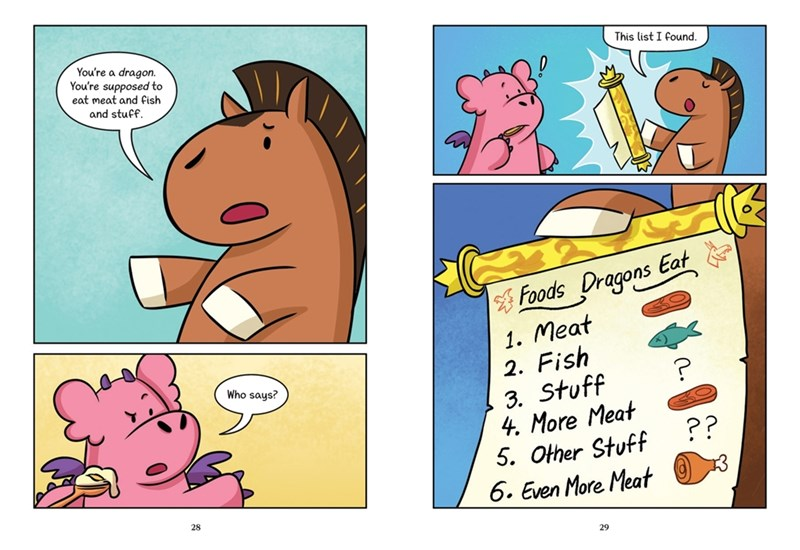 You're a dragon.
You're supposed to
eat meat and fish
and stuff.
Who says?
28
This list I found.
!
Foods Dragons Eat
1. Meat
2. Fish
3. Stuff ?
4. More Meat
5. Other Stuff ??
6. Even More Meat
29